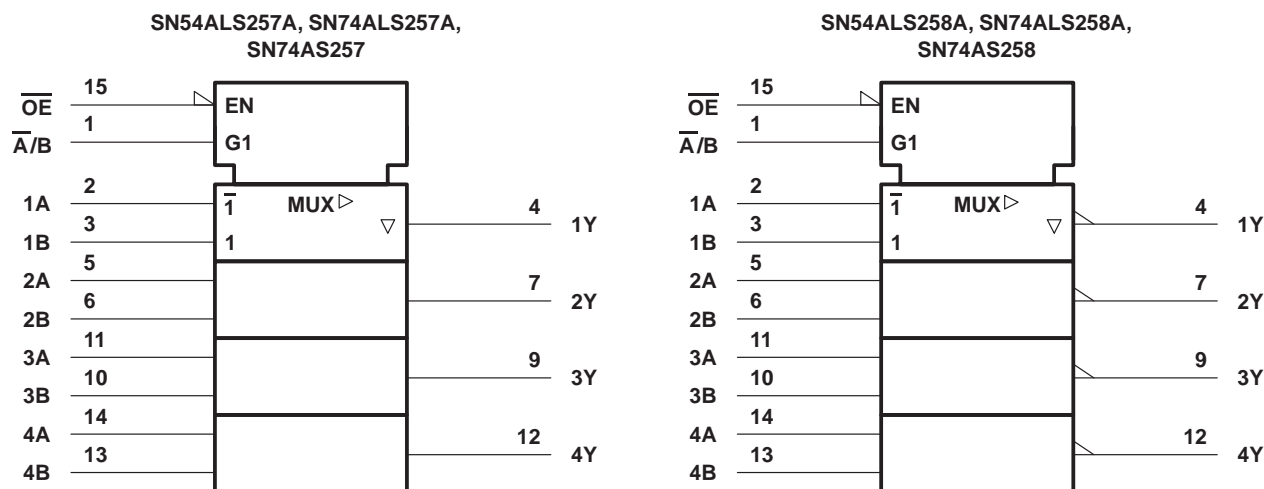 SN54ALS257A, SN74ALS257A,
SN74AS257
O̅E̅ 15 EN
A̅/B 1 G1
1A 2 1̅ MUX
1B 3 1
4 1Y
2A 5
2B 6
7 2Y
3A 11
3B 10
9 3Y
4A 14
4B 13
12 4Y
SN54ALS258A, SN74ALS258A,
SN74AS258
O̅E̅ 15 EN
A̅/B 1 G1
1A 2 1̅ MUX
1B 3 1
4 1Y
2A 5
2B 6
7 2Y
3A 11
3B 10
9 3Y
4A 14
4B 13
12 4Y